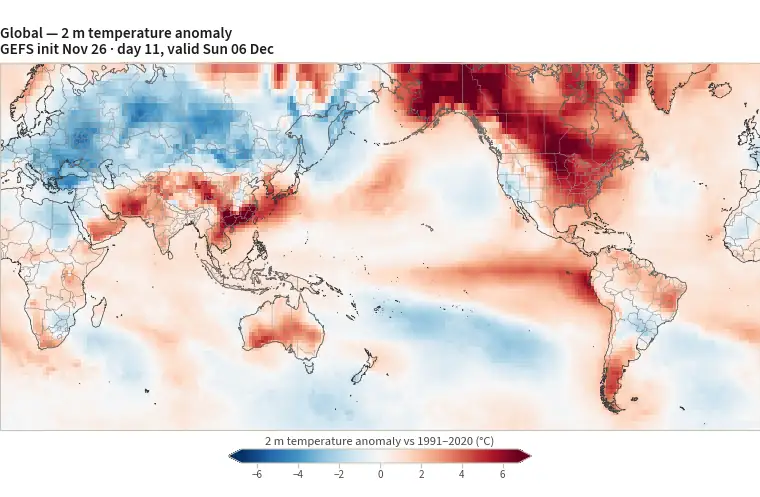 Global — 2 m temperature anomaly
GEFS init Nov 26 · day 11, valid Sun 06 Dec
2 m temperature anomaly vs 1991–2020 (°C)
−6 −4 −2 0 2 4 6